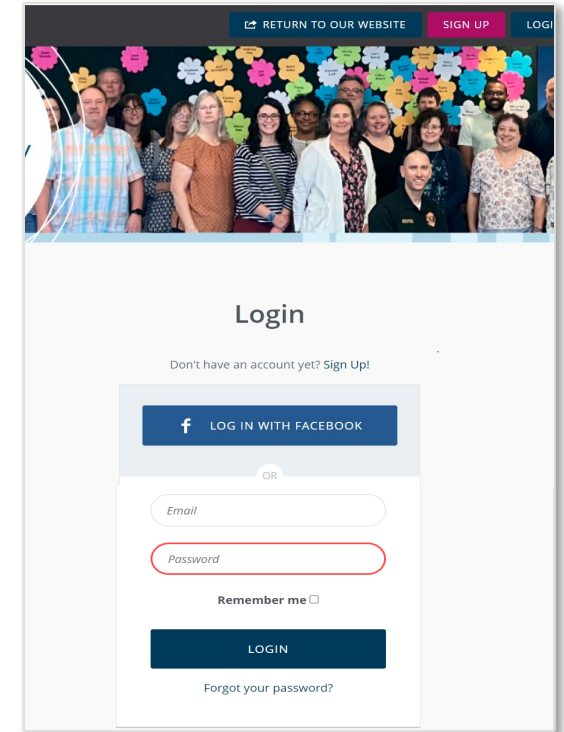 RETURN TO OUR WEBSITE
SIGN UP
LOGI
Login
Don't have an account yet? Sign Up!
f LOG IN WITH FACEBOOK
OR
Email
Password
Remember me
LOGIN
Forgot your password?